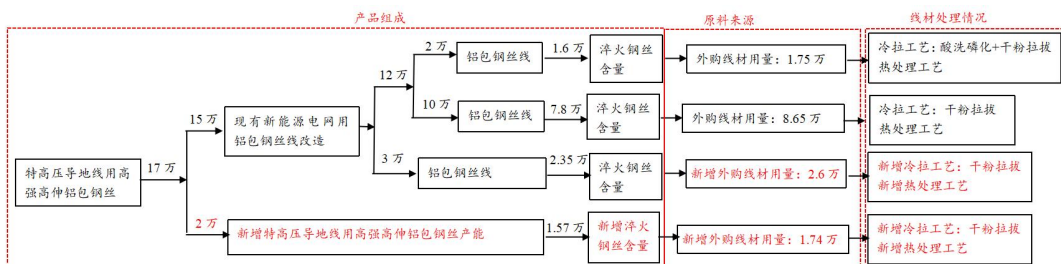 产品组成
原料来源
线材处理情况
2 万
铝包钢丝线
1.6 万
淬火钢丝
含量
外购线材用量：1.75 万
冷拉工艺：酸洗磷化+干粉拉拔
热处理工艺
12 万
15 万
现有新能源电网用
铝包钢丝线改造
10 万
铝包钢丝线
7.8 万
淬火钢丝
含量
外购线材用量：8.65 万
冷拉工艺：干粉拉拔
热处理工艺
特高压导地线用高
强高伸铝包钢丝
17 万
3 万
铝包钢丝线
2.35 万
淬火钢丝
含量
新增外购线材用量：2.6 万
新增冷拉工艺：干粉拉拔
新增热处理工艺
2 万
新增特高压导地线用高强高伸铝包钢丝产能
1.57 万
新增淬火
钢丝含量
新增外购线材用量：1.74 万
新增冷拉工艺：干粉拉拔
新增热处理工艺